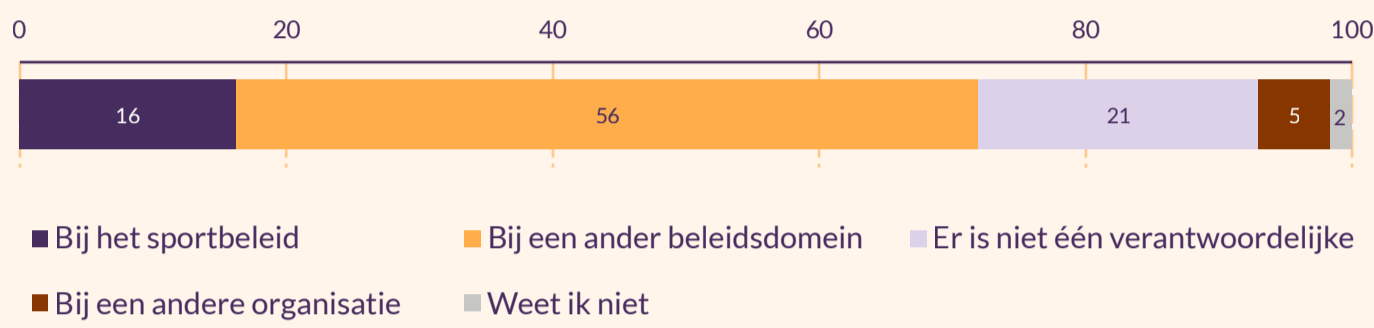 0 20 40 60 80 100
16 56 21 5 2
Bij het sportbeleid Bij een ander beleidsdomein Er is niet één verantwoordelijke
Bij een andere organisatie Weet ik niet